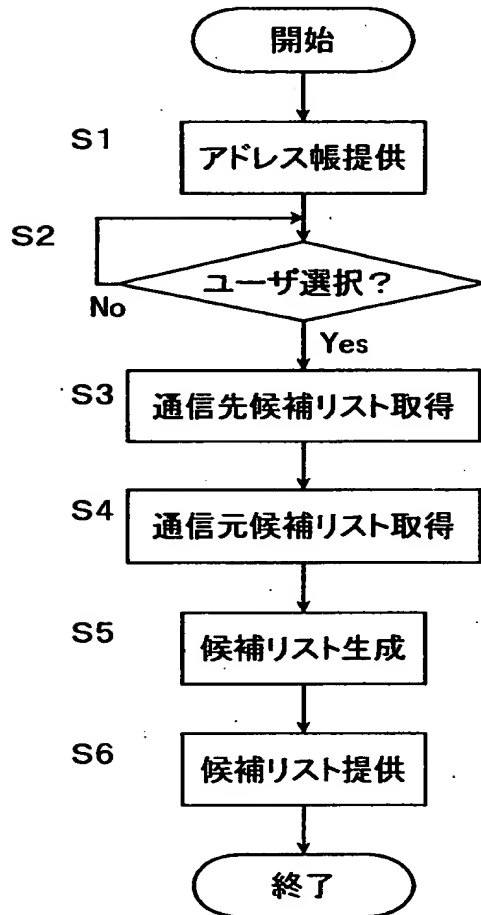 開始
S1
アドレス帳提供
S2
ユーザ選択?
No
Yes
S3
通信先候補リスト取得
S4
通信元候補リスト取得
S5
候補リスト生成
S6
候補リスト提供
終了